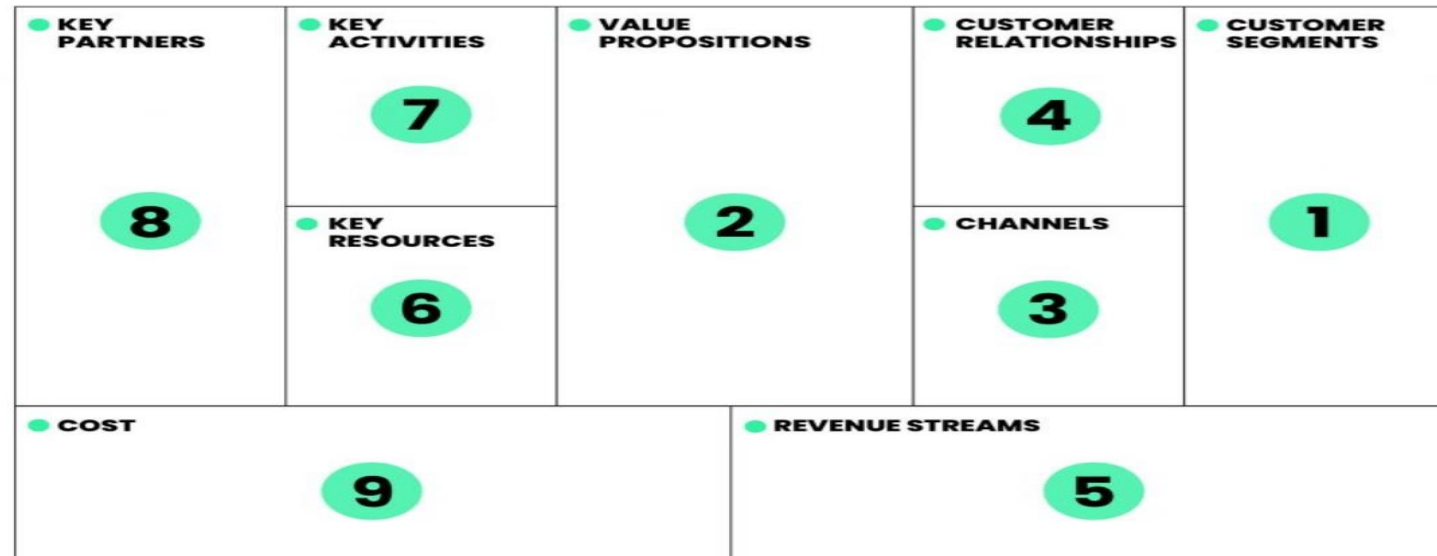 KEY
PARTNERS
8
KEY
ACTIVITIES
7
KEY
RESOURCES
6
VALUE
PROPOSITIONS
2
CUSTOMER
RELATIONSHIPS
4
CHANNELS
3
CUSTOMER
SEGMENTS
1
COST
9
REVENUE STREAMS
5